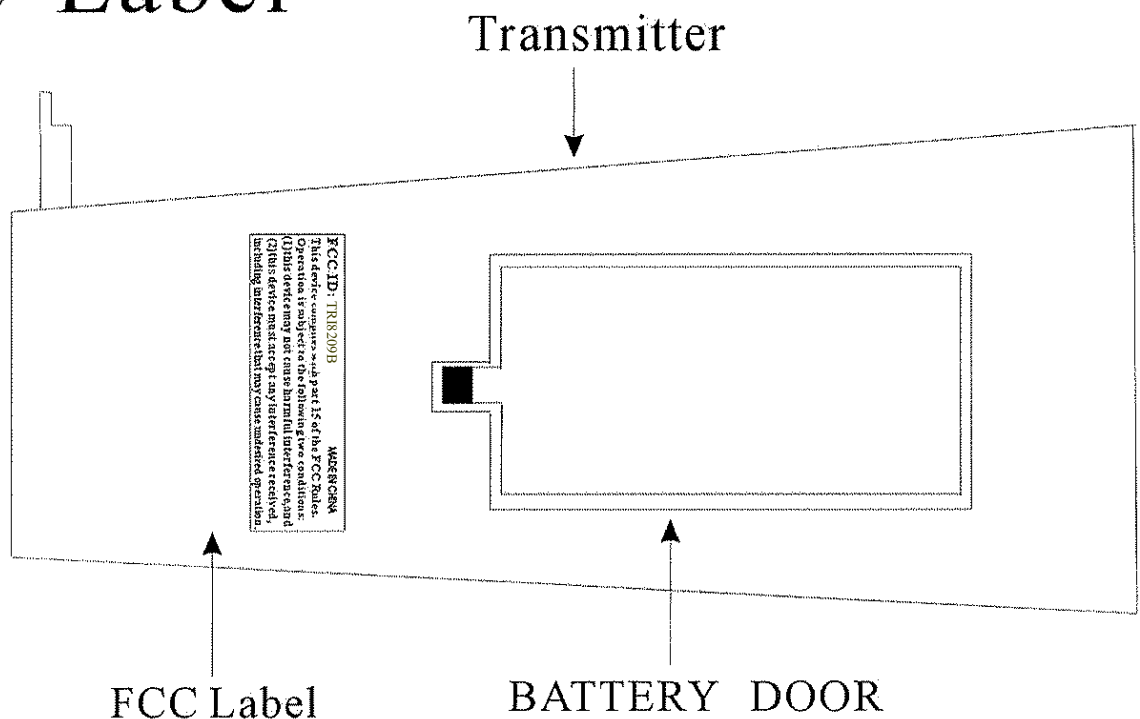 Label
Transmitter
FCC ID: TRI8209B MADE IN CHINA
This device complies with part 15 of the FCC Rules.
Operation is subject to the following two conditions:
(1)this device may not cause harmful interference,and
(2)this device must accept any interference received,
including interference that may cause undesired operation.
FCC Label
BATTERY DOOR